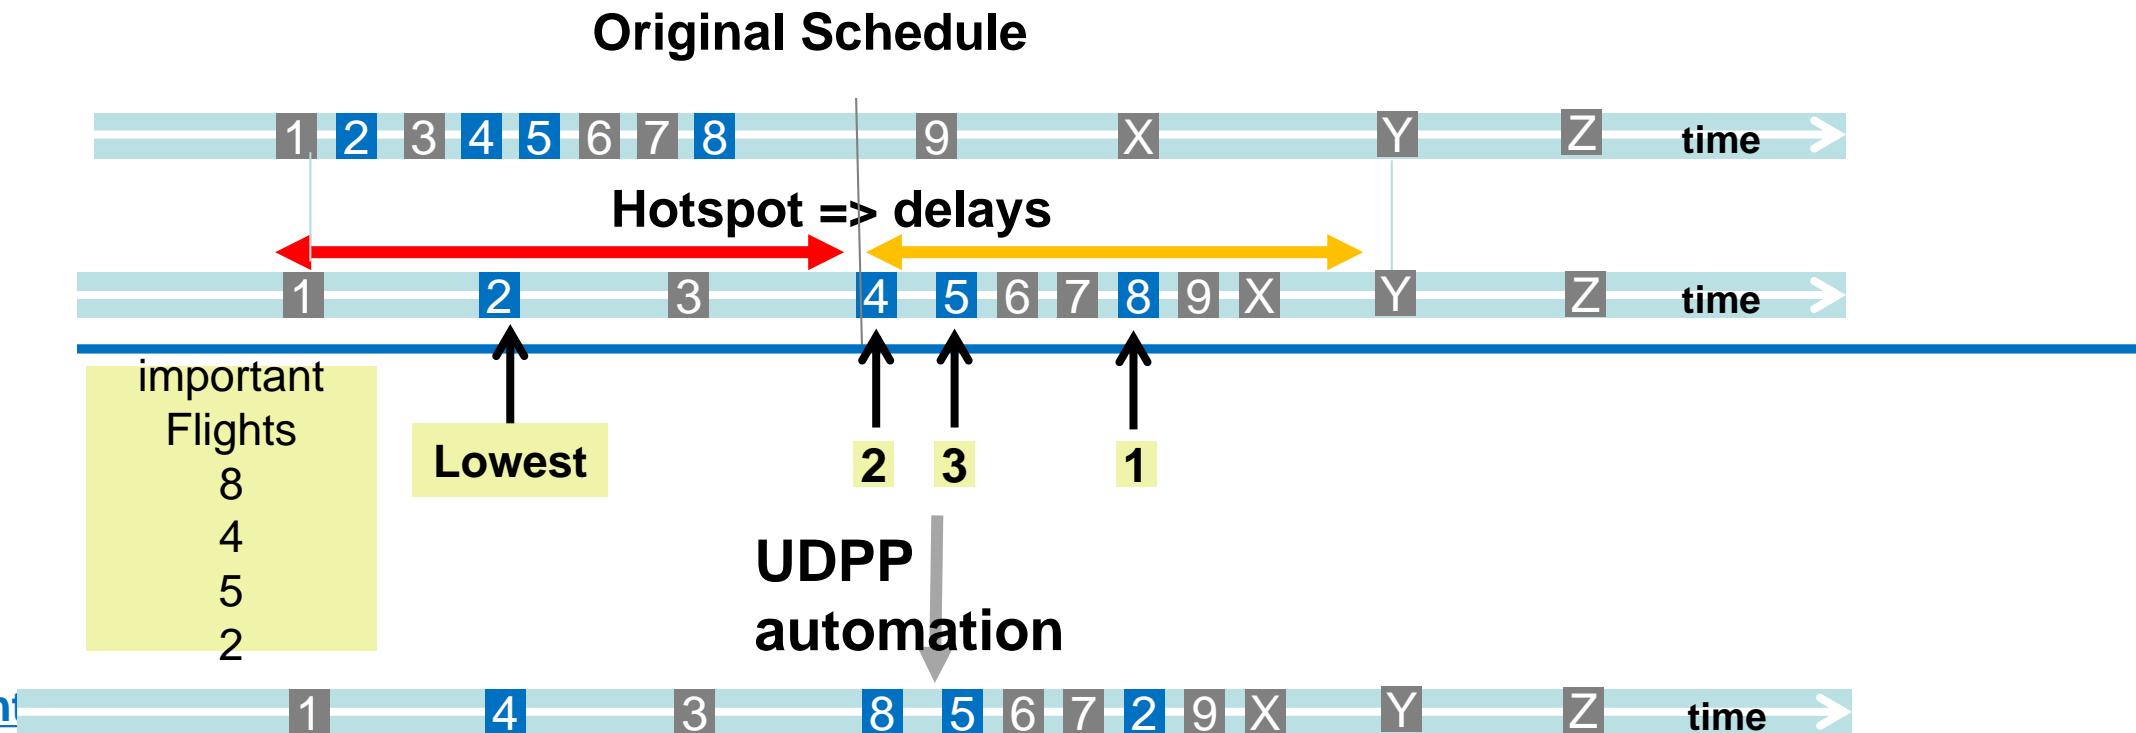 Original Schedule
1 2 3 4 5 6 7 8 9 X Y Z time
Hotspot => delays
1 2 3 4 5 6 7 8 9 X Y Z time
important
Flights
8
4
5
2
Lowest
2 3 1
UDPP
automation
1 4 3 8 5 6 7 2 9 X Y Z time